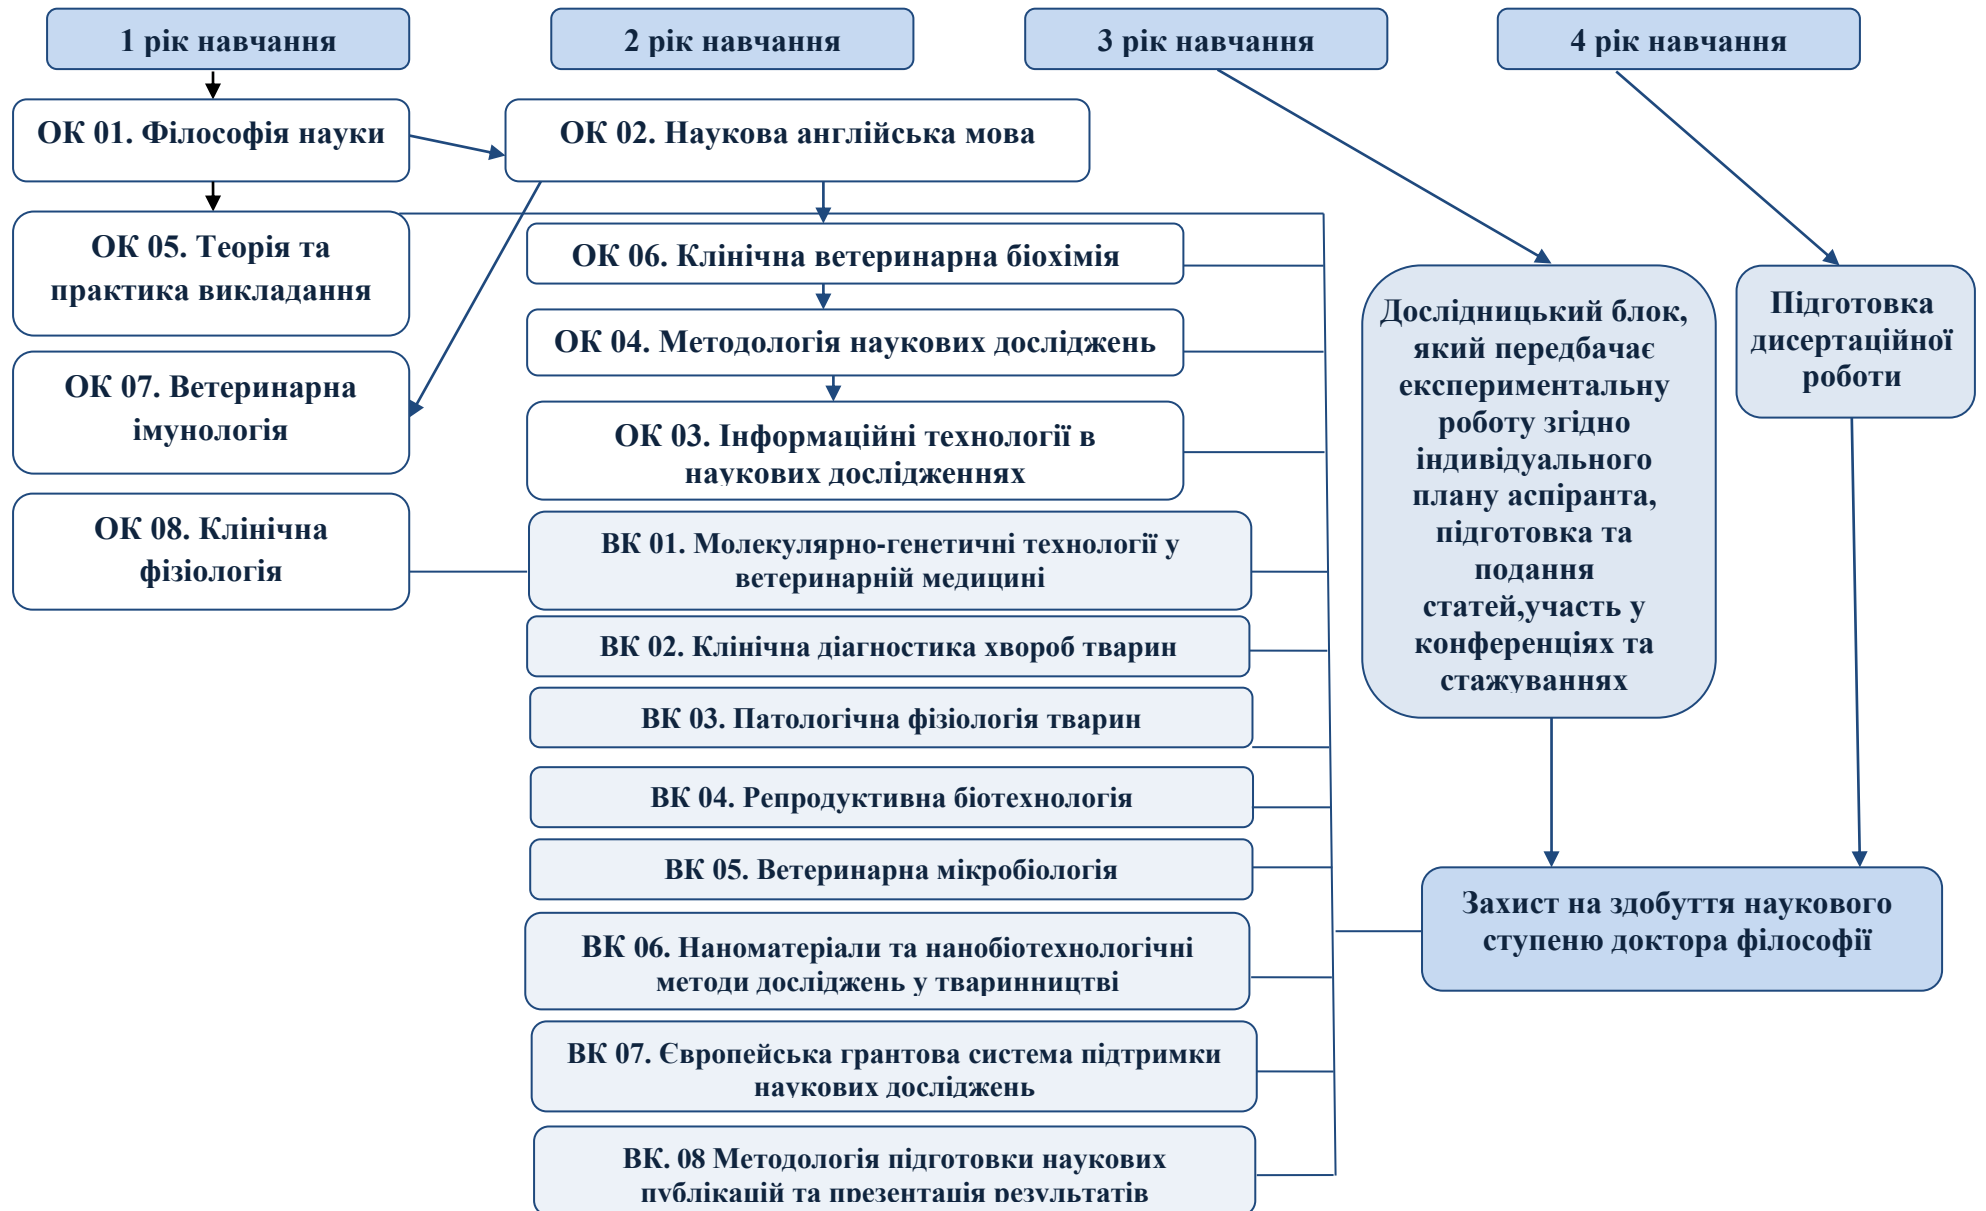 1 рік навчання
2 рік навчання
3 рік навчання
4 рік навчання
ОК 01. Філософія науки
ОК 02. Наукова англійська мова
ОК 05. Теорія та
практика викладання
ОК 06. Клінічна ветеринарна біохімія
ОК 04. Методологія наукових досліджень
ОК 07. Ветеринарна
імунологія
ОК 03. Інформаційні технології в
наукових дослідженнях
ОК 08. Клінічна
фізіологія
ВК 01. Молекулярно-генетичні технології у
ветеринарній медицині
ВК 02. Клінічна діагностика хвороб тварин
ВК 03. Патологічна фізіологія тварин
ВК 04. Репродуктивна біотехнологія
ВК 05. Ветеринарна мікробіологія
ВК 06. Наноматеріали та нанобіотехнологічні
методи досліджень у тваринництві
ВК 07. Європейська грантова система підтримки
наукових досліджень
ВК. 08 Методологія підготовки наукових
публікацій та презентація результатів
Дослідницький блок,
який передбачає
експериментальну
роботу згідно
індивідуального
плану аспіранта,
підготовка та
подання
статей,участь у
конференціях та
стажуваннях
Підготовка
дисертаційної
роботи
Захист на здобуття наукового
ступеню доктора філософії